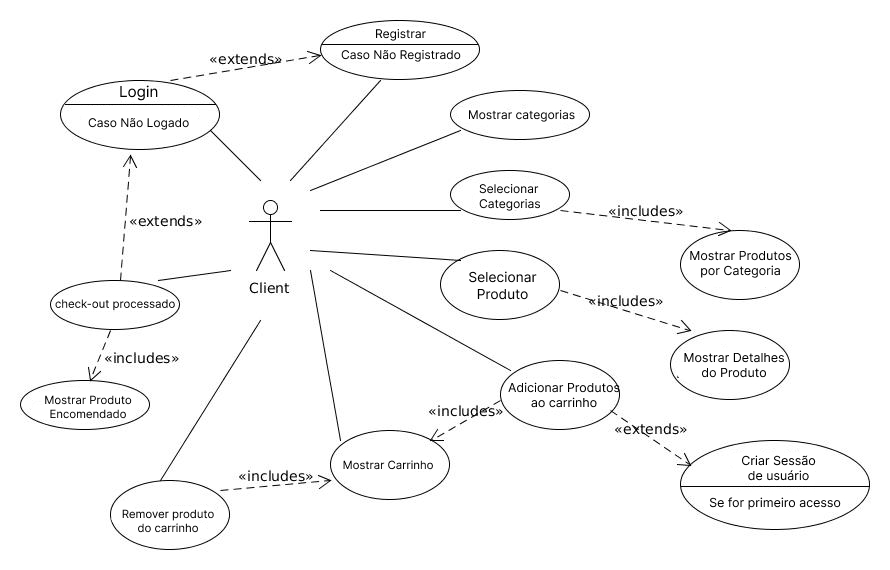 Registrar
Caso Não Registrado
«extends»
Login
Caso Não Logado
Mostrar categorias
Selecionar
Categorias
«includes»
«extends»
Mostrar Produtos
por Categoria
Selecionar
Produto
Client
check-out processado
«includes»
«includes»
Mostrar Detalhes
do Produto
Mostrar Produto
Encomendado
Adicionar Produtos
ao carrinho
«includes»
«extends»
Mostrar Carrinho
«includes»
Criar Sessão
de usuário
Se for primeiro acesso
Remover produto
do carrinho